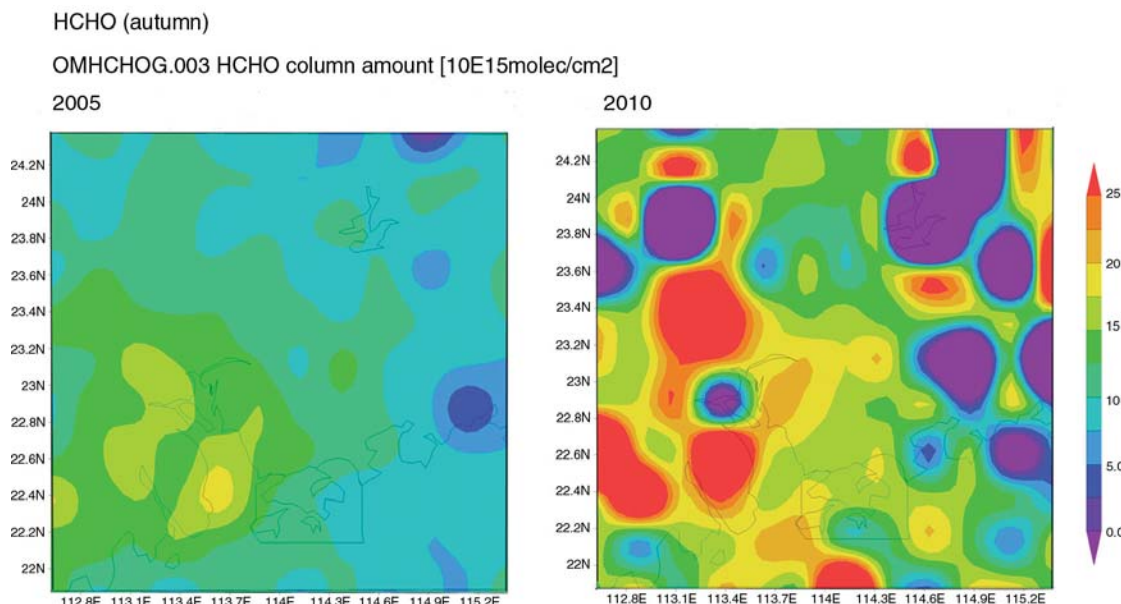 HCHO (autumn)
OMHCHOG.003 HCHO column amount [10E15molec/cm2]
2005
2010
24.2N
24N
23.8N
23.6N
23.4N
23.2N
23N
22.8N
22.6N
22.4N
22.2N
22N
112.8E 113.1E 113.4E 113.7E 114E 114.3E 114.6E 114.9E 115.2E
24.2N
24N
23.8N
23.6N
23.4N
23.2N
23N
22.8N
22.6N
22.4N
22.2N
22N
112.8E 113.1E 113.4E 113.7E 114E 114.3E 114.6E 114.9E 115.2E
25
20
15
10
5.0
0.0